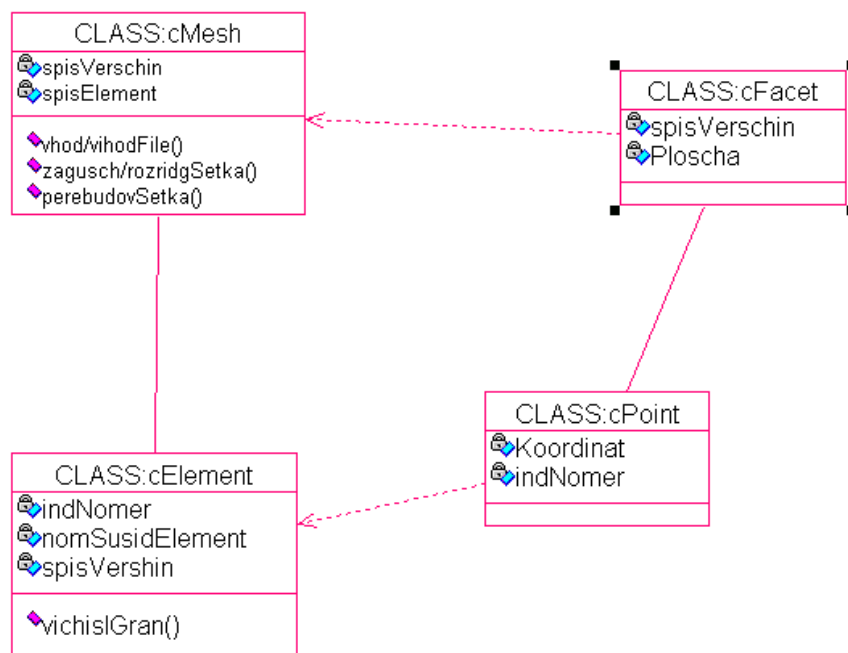 CLASS:cMesh
spisVerschin
spisElement
vhod/vihodFile()
zagusch/rozridgSetka()
perebudovSetka()
CLASS:cFacet
spisVerschin
Ploscha
CLASS:cPoint
Koordinat
indNomer
CLASS:cElement
indNomer
nomSusidElement
spisVershin
vichislGran()